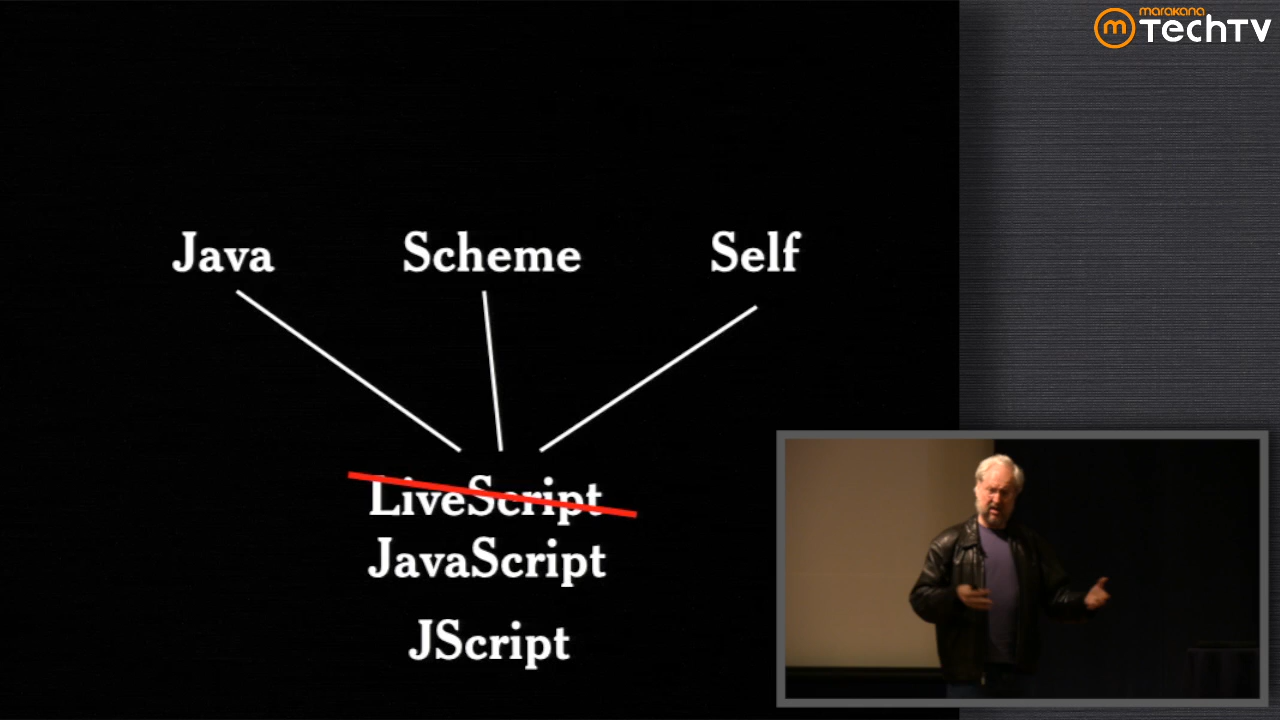 marakana
m TechTV
Java Scheme Self
LiveScript
JavaScript
JScript